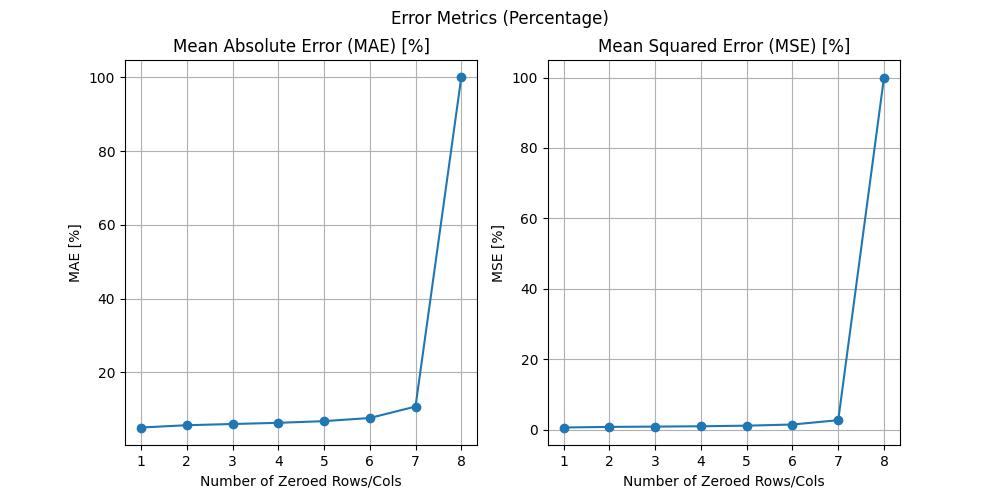 Error Metrics (Percentage)
Mean Absolute Error (MAE) [%]
100
80
60
40
20
MAE [%]
1 2 3 4 5 6 7 8
Number of Zeroed Rows/Cols
Mean Squared Error (MSE) [%]
100
80
60
40
20
0
MSE [%]
1 2 3 4 5 6 7 8
Number of Zeroed Rows/Cols